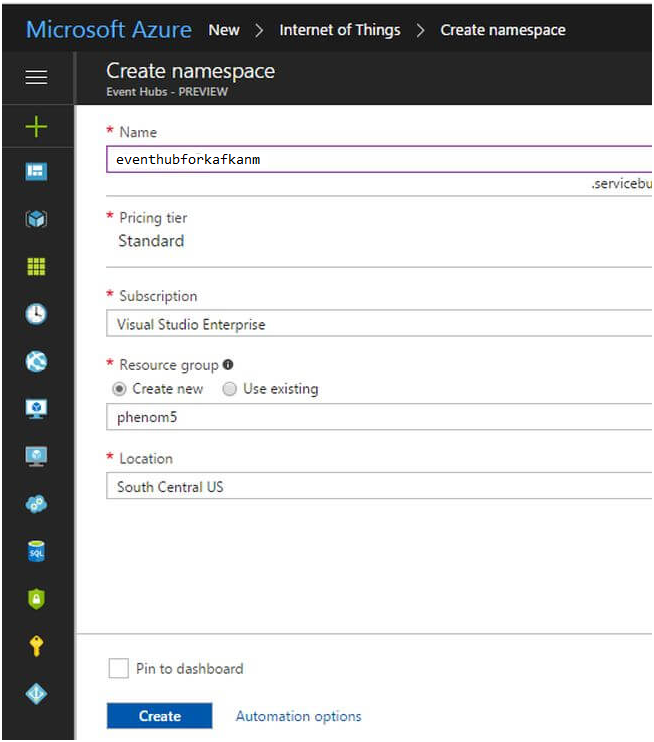 Microsoft Azure New > Internet of Things > Create namespace
Create namespace
Event Hubs - PREVIEW
* Name
eventhubforkafkanm
.servicebu
* Pricing tier
Standard
* Subscription
Visual Studio Enterprise
* Resource group
Create new Use existing
phenom5
* Location
South Central US
SQL
Pin to dashboard
Create Automation options